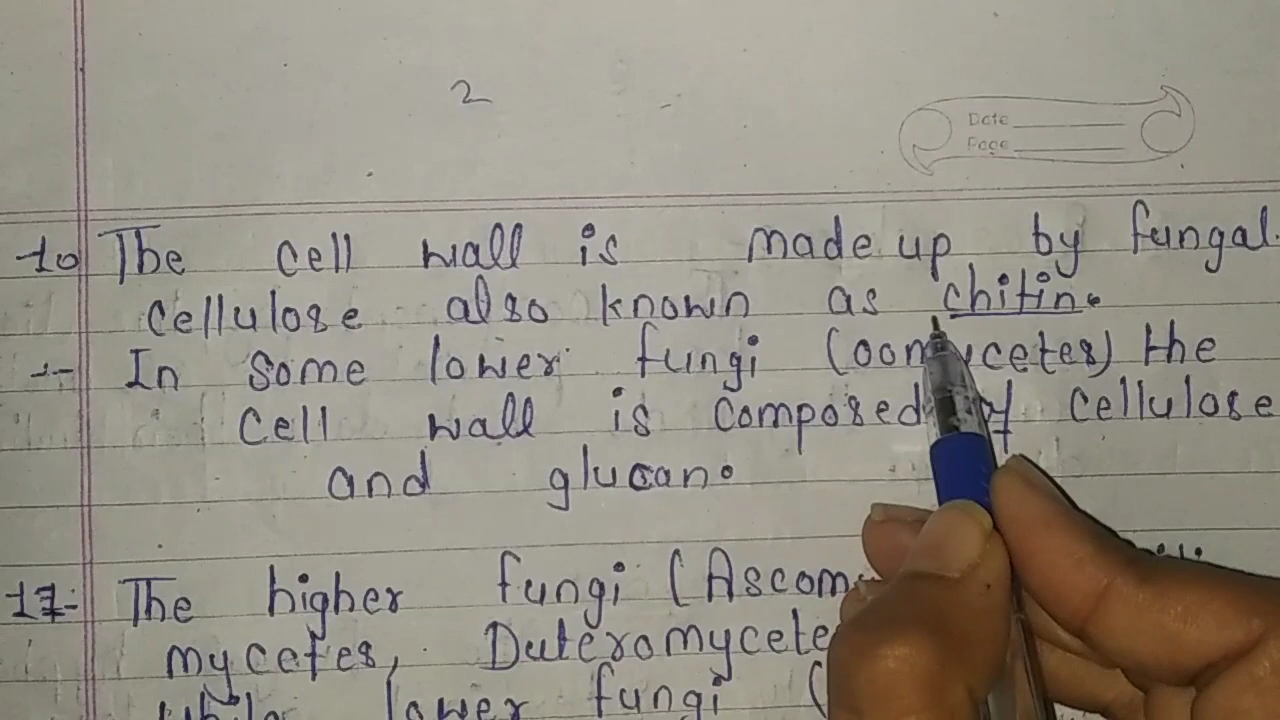 2
Date
Page
10 The cell wall is made up by fungal.
cellulose also known as chitin.
In some lower fungi (oomycetes) the
cell wall is composed of cellulose
and glucan.
17- The higher fungi (Ascom
mycetes, Duteromycete
while lower fungi (